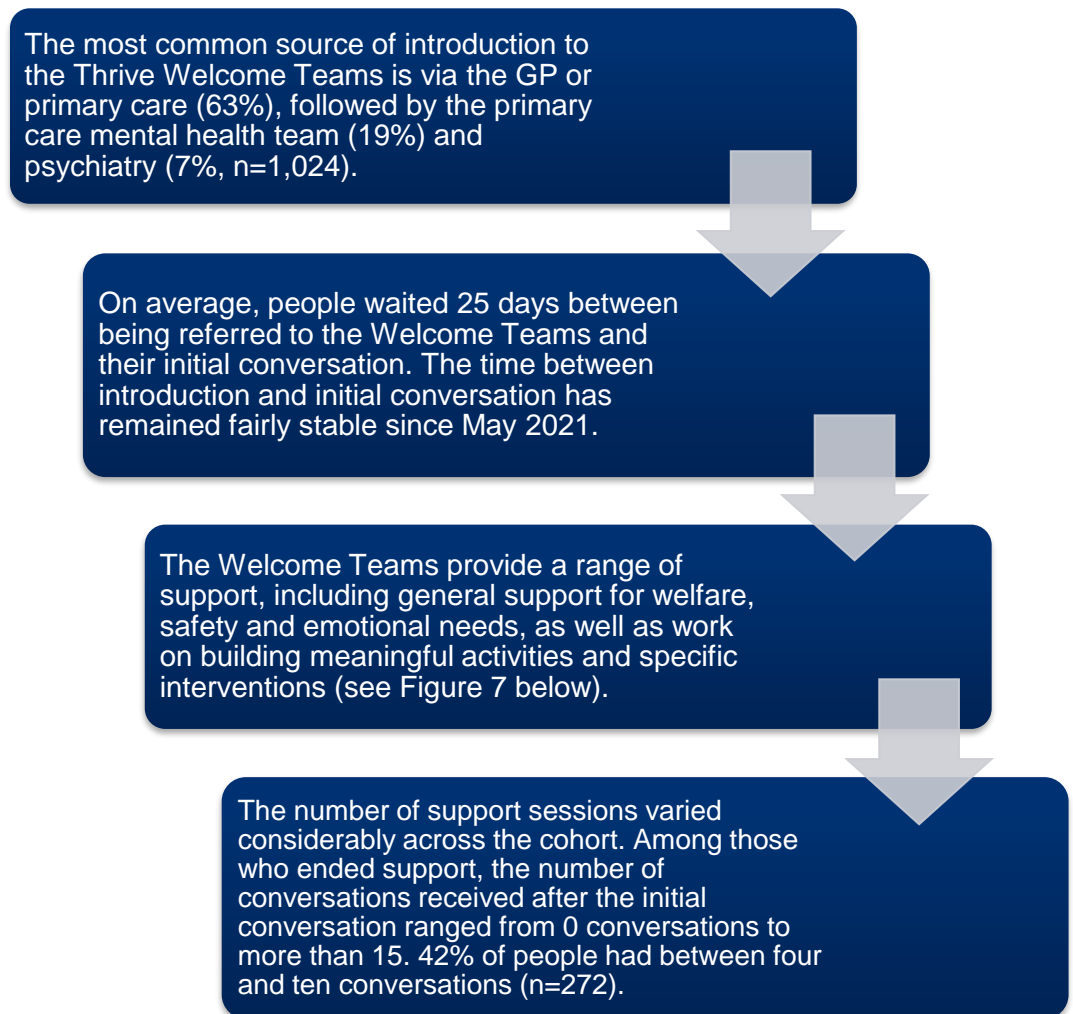 The most common source of introduction to
the Thrive Welcome Teams is via the GP or
primary care (63%), followed by the primary
care mental health team (19%) and
psychiatry (7%, n=1,024).
On average, people waited 25 days between
being referred to the Welcome Teams and
their initial conversation. The time between
introduction and initial conversation has
remained fairly stable since May 2021.
The Welcome Teams provide a range of
support, including general support for welfare,
safety and emotional needs, as well as work
on building meaningful activities and specific
interventions (see Figure 7 below).
The number of support sessions varied
considerably across the cohort. Among those
who ended support, the number of
conversations received after the initial
conversation ranged from 0 conversations to
more than 15. 42% of people had between four
and ten conversations (n=272).